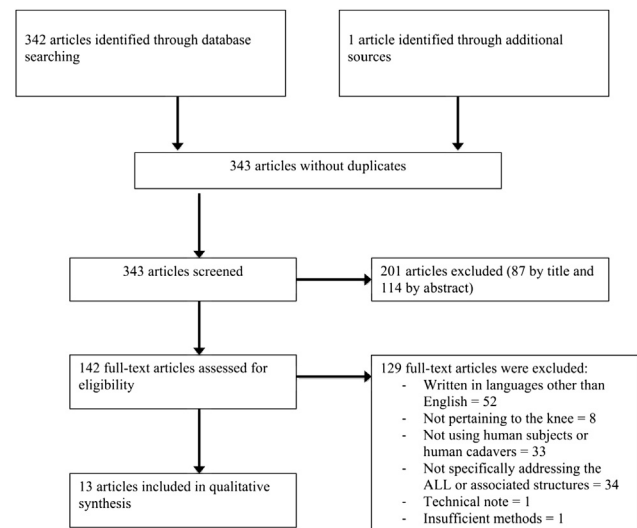 342 articles identified through database
searching
1 article identified through additional
sources
343 articles without duplicates
343 articles screened
201 articles excluded (87 by title and
114 by abstract)
142 full-text articles assessed for
eligibility
129 full-text articles were excluded:
- Written in languages other than
English = 52
- Not pertaining to the knee = 8
- Not using human subjects or
human cadavers = 33
- Not specifically addressing the
ALL or associated structures = 34
- Technical note = 1
- Insufficient methods = 1
13 articles included in qualitative
synthesis